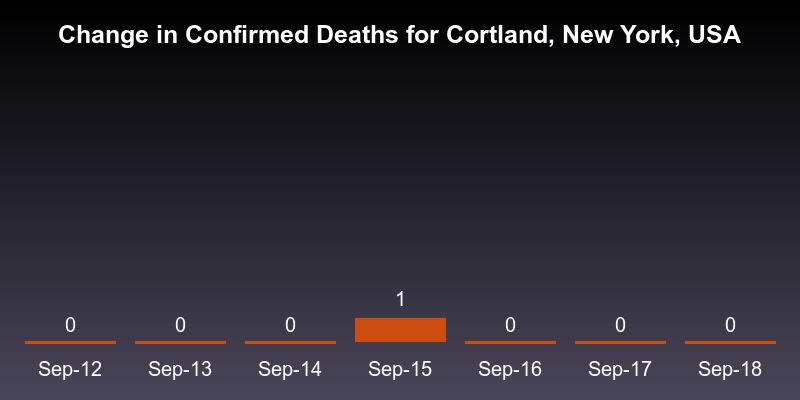 Change in Confirmed Deaths for Cortland, New York, USA
1
0 0 0 0 0 0
Sep-12 Sep-13 Sep-14 Sep-15 Sep-16 Sep-17 Sep-18